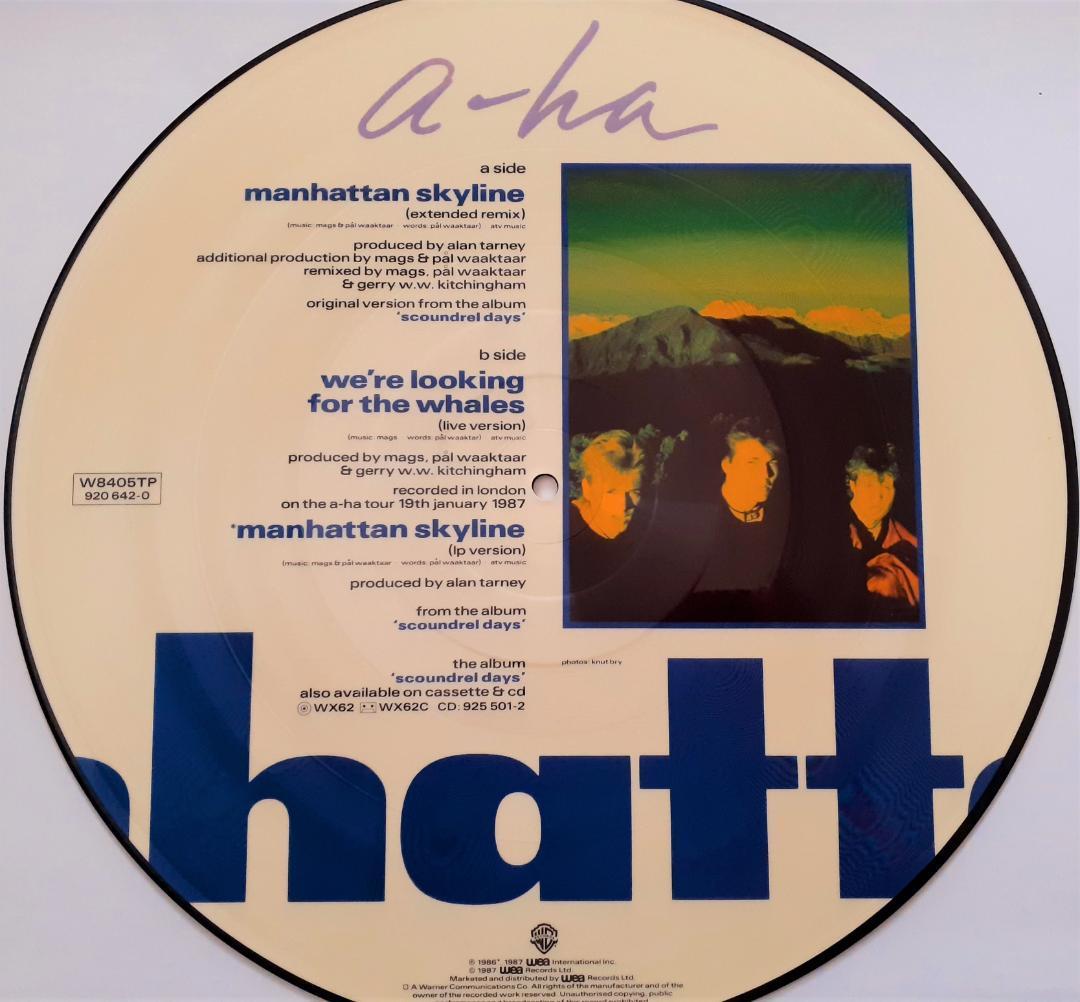 a-ha
a side
manhattan skyline
(extended remix)
(music: mags & pål waaktaar words: pål waaktaar) atv music
produced by alan tarney
additional production by mags & pål waaktaar
remixed by mags, pål waaktaar
& gerry w.w. kitchingham
original version from the album
'scoundrel days'
b side
we're looking
for the whales
(live version)
(music: mags words: pål waaktaar) atv music
produced by mags, pål waaktaar
& gerry w.w. kitchingham
recorded in london
on the a-ha tour 19th january 1987
*manhattan skyline
(lp version)
(music: mags & pål waaktaar words: pål waaktaar) atv music
produced by alan tarney
from the album
'scoundrel days'
the album
'scoundrel days'
also available on cassette & cd
WX62 WX62C CD: 925 501-2
W8405TP
920 642-0
photos: knut bry
hatt
℗ 1986*, 1987 wea International Inc.
© 1987 wea Records Ltd.
Marketed and distributed by wea Records Ltd.
A Warner Communications Co. All rights of the manufacturer and of the
owner of the recorded work reserved. Unauthorised copying, public